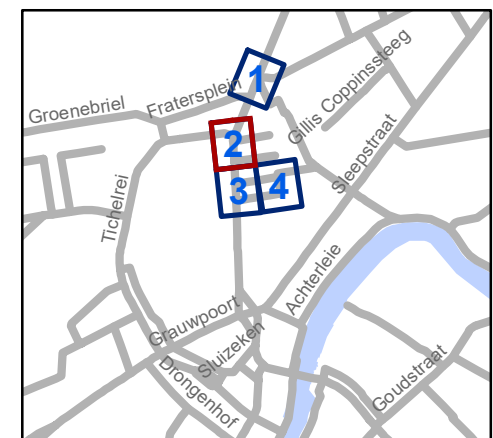 1
Groenebriel
Fratersplein
Gillis Coppinssteeg
2
Sleepstraat
3
4
Tichelrei
Achterleie
Grauwpoort
Sluizeken
Drongenhof
Goudstraat